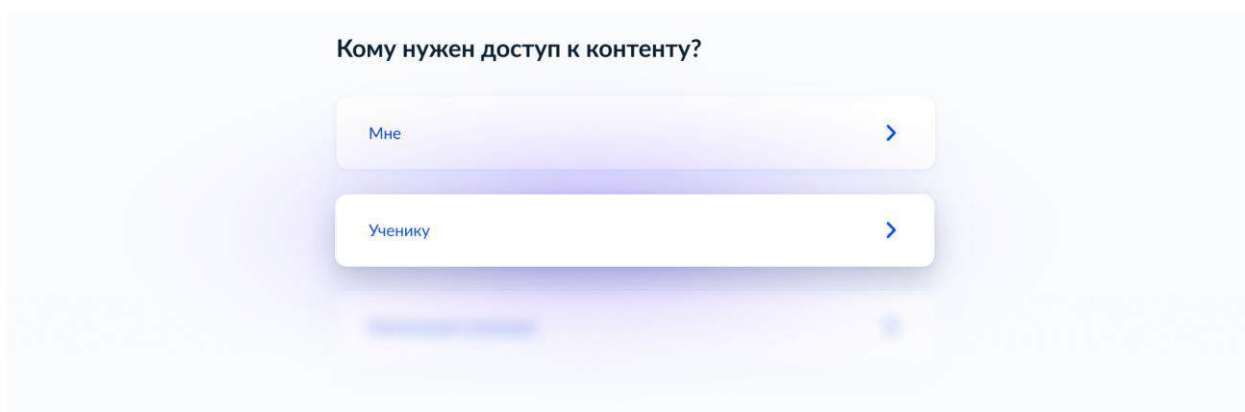 Кому нужен доступ к контенту?
Мне
Ученику